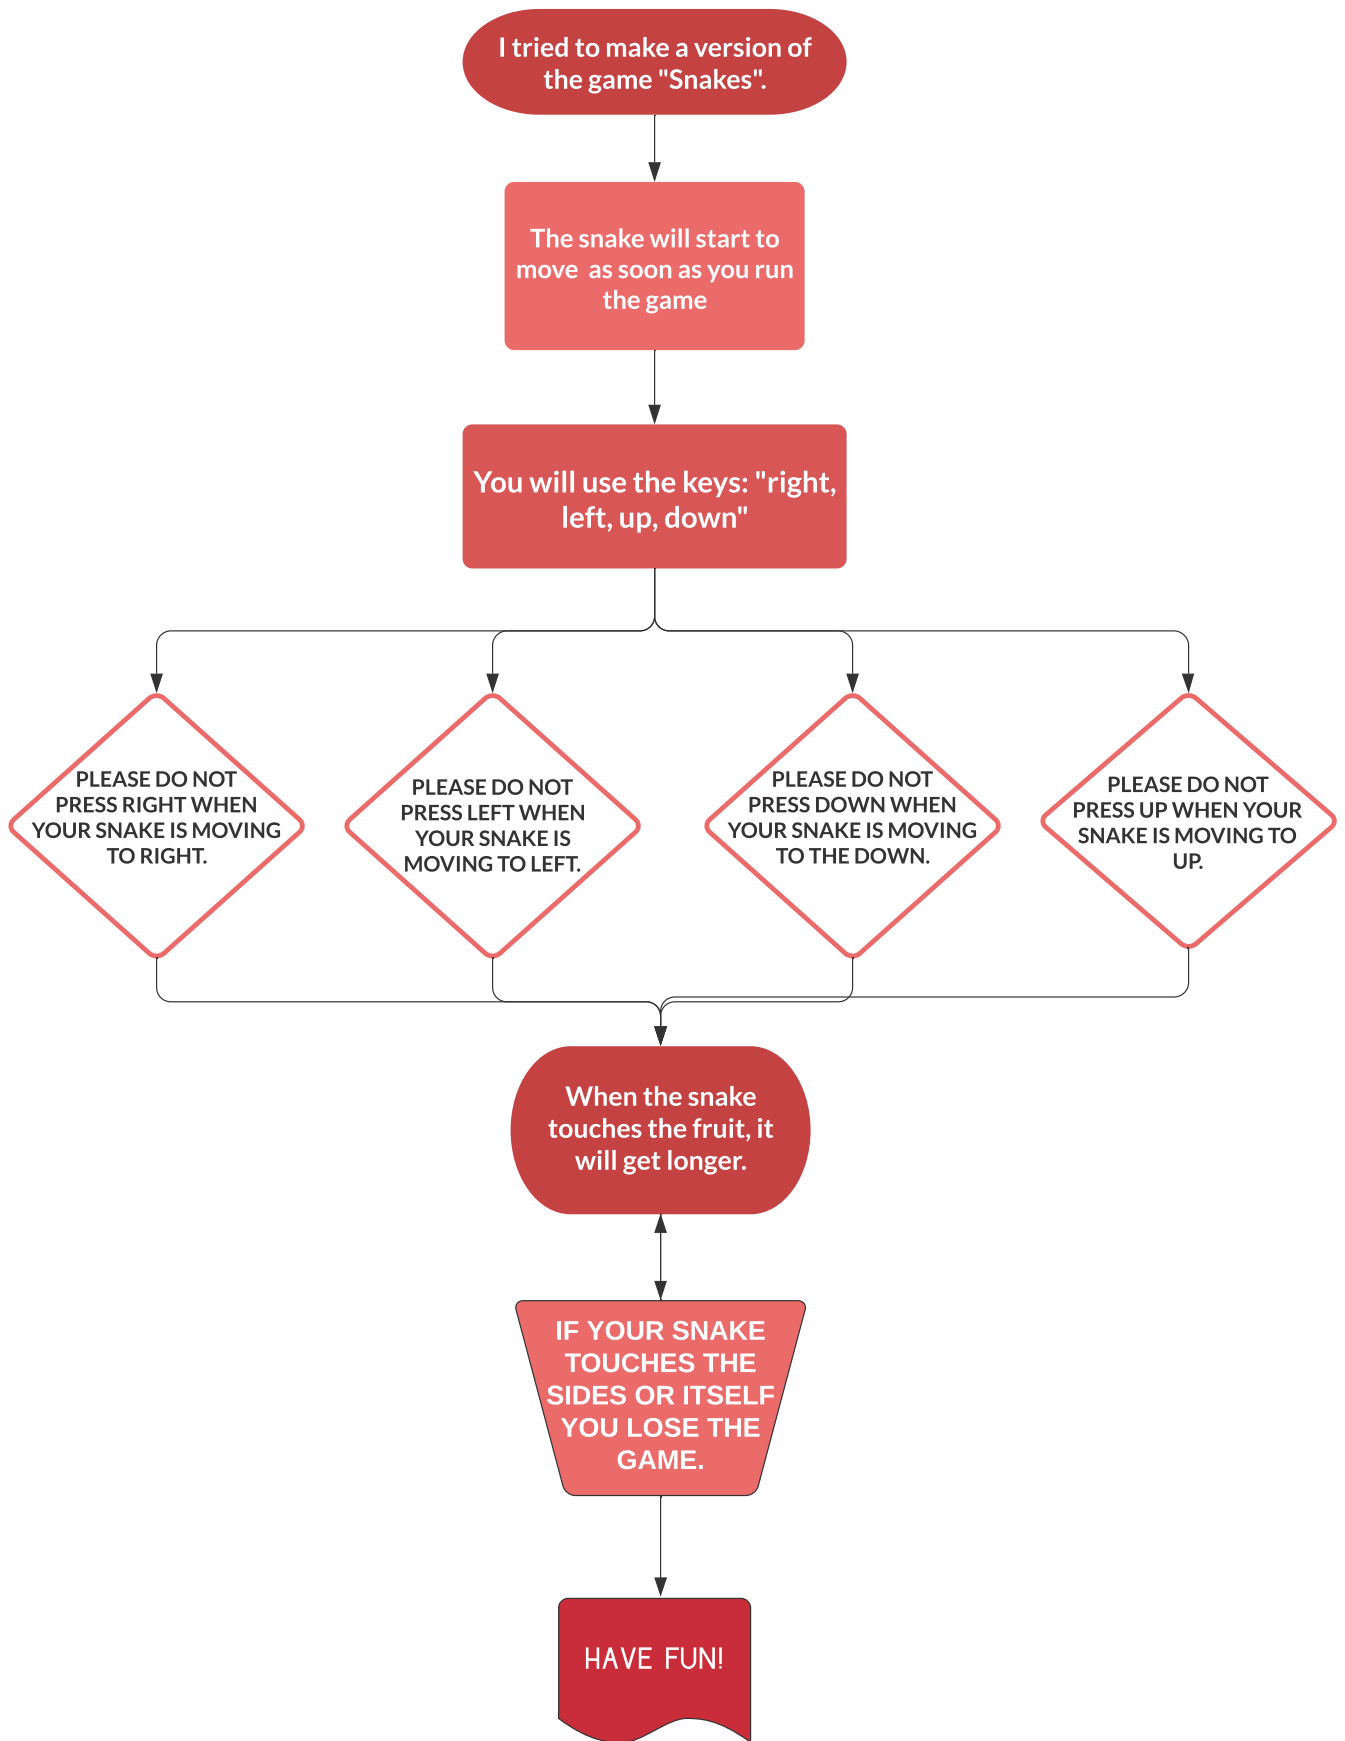 I tried to make a version of
the game "Snakes".
The snake will start to
move  as soon as you run
the game
You will use the keys: "right,
left, up, down"
PLEASE DO NOT
PRESS RIGHT WHEN
YOUR SNAKE IS MOVING
TO RIGHT.
PLEASE DO NOT
PRESS LEFT WHEN
YOUR SNAKE IS
MOVING TO LEFT.
PLEASE DO NOT
PRESS DOWN WHEN
YOUR SNAKE IS MOVING
TO THE DOWN.
PLEASE DO NOT
PRESS UP WHEN YOUR
SNAKE IS MOVING TO
UP.
When the snake
touches the fruit, it
will get longer.
IF YOUR SNAKE
TOUCHES THE
SIDES OR ITSELF
YOU LOSE THE
GAME.
HAVE FUN!